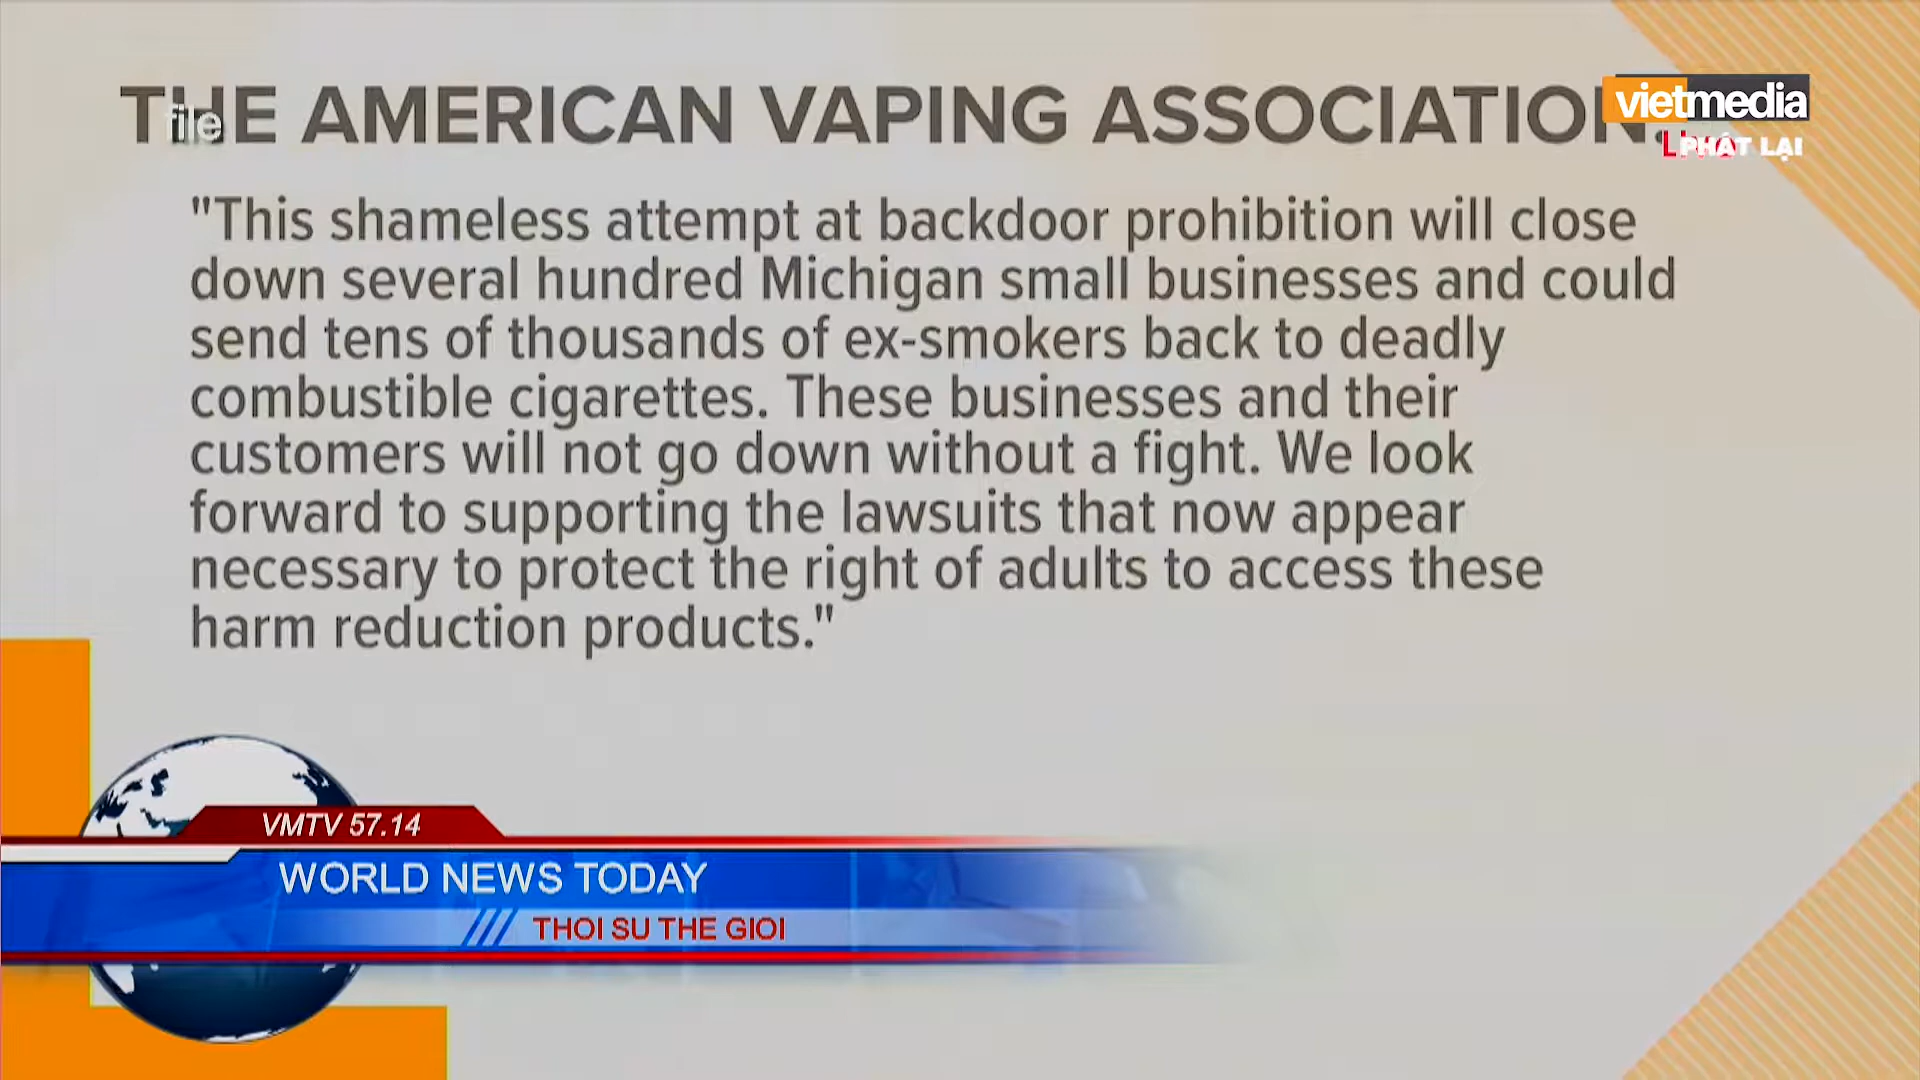 THE AMERICAN VAPING ASSOCIATION:
file
vietmedia
PHÁT LẠI
"This shameless attempt at backdoor prohibition will close
down several hundred Michigan small businesses and could
send tens of thousands of ex-smokers back to deadly
combustible cigarettes. These businesses and their
customers will not go down without a fight. We look
forward to supporting the lawsuits that now appear
necessary to protect the right of adults to access these
harm reduction products."
VMTV 57.14
WORLD NEWS TODAY
THOI SU THE GIOI